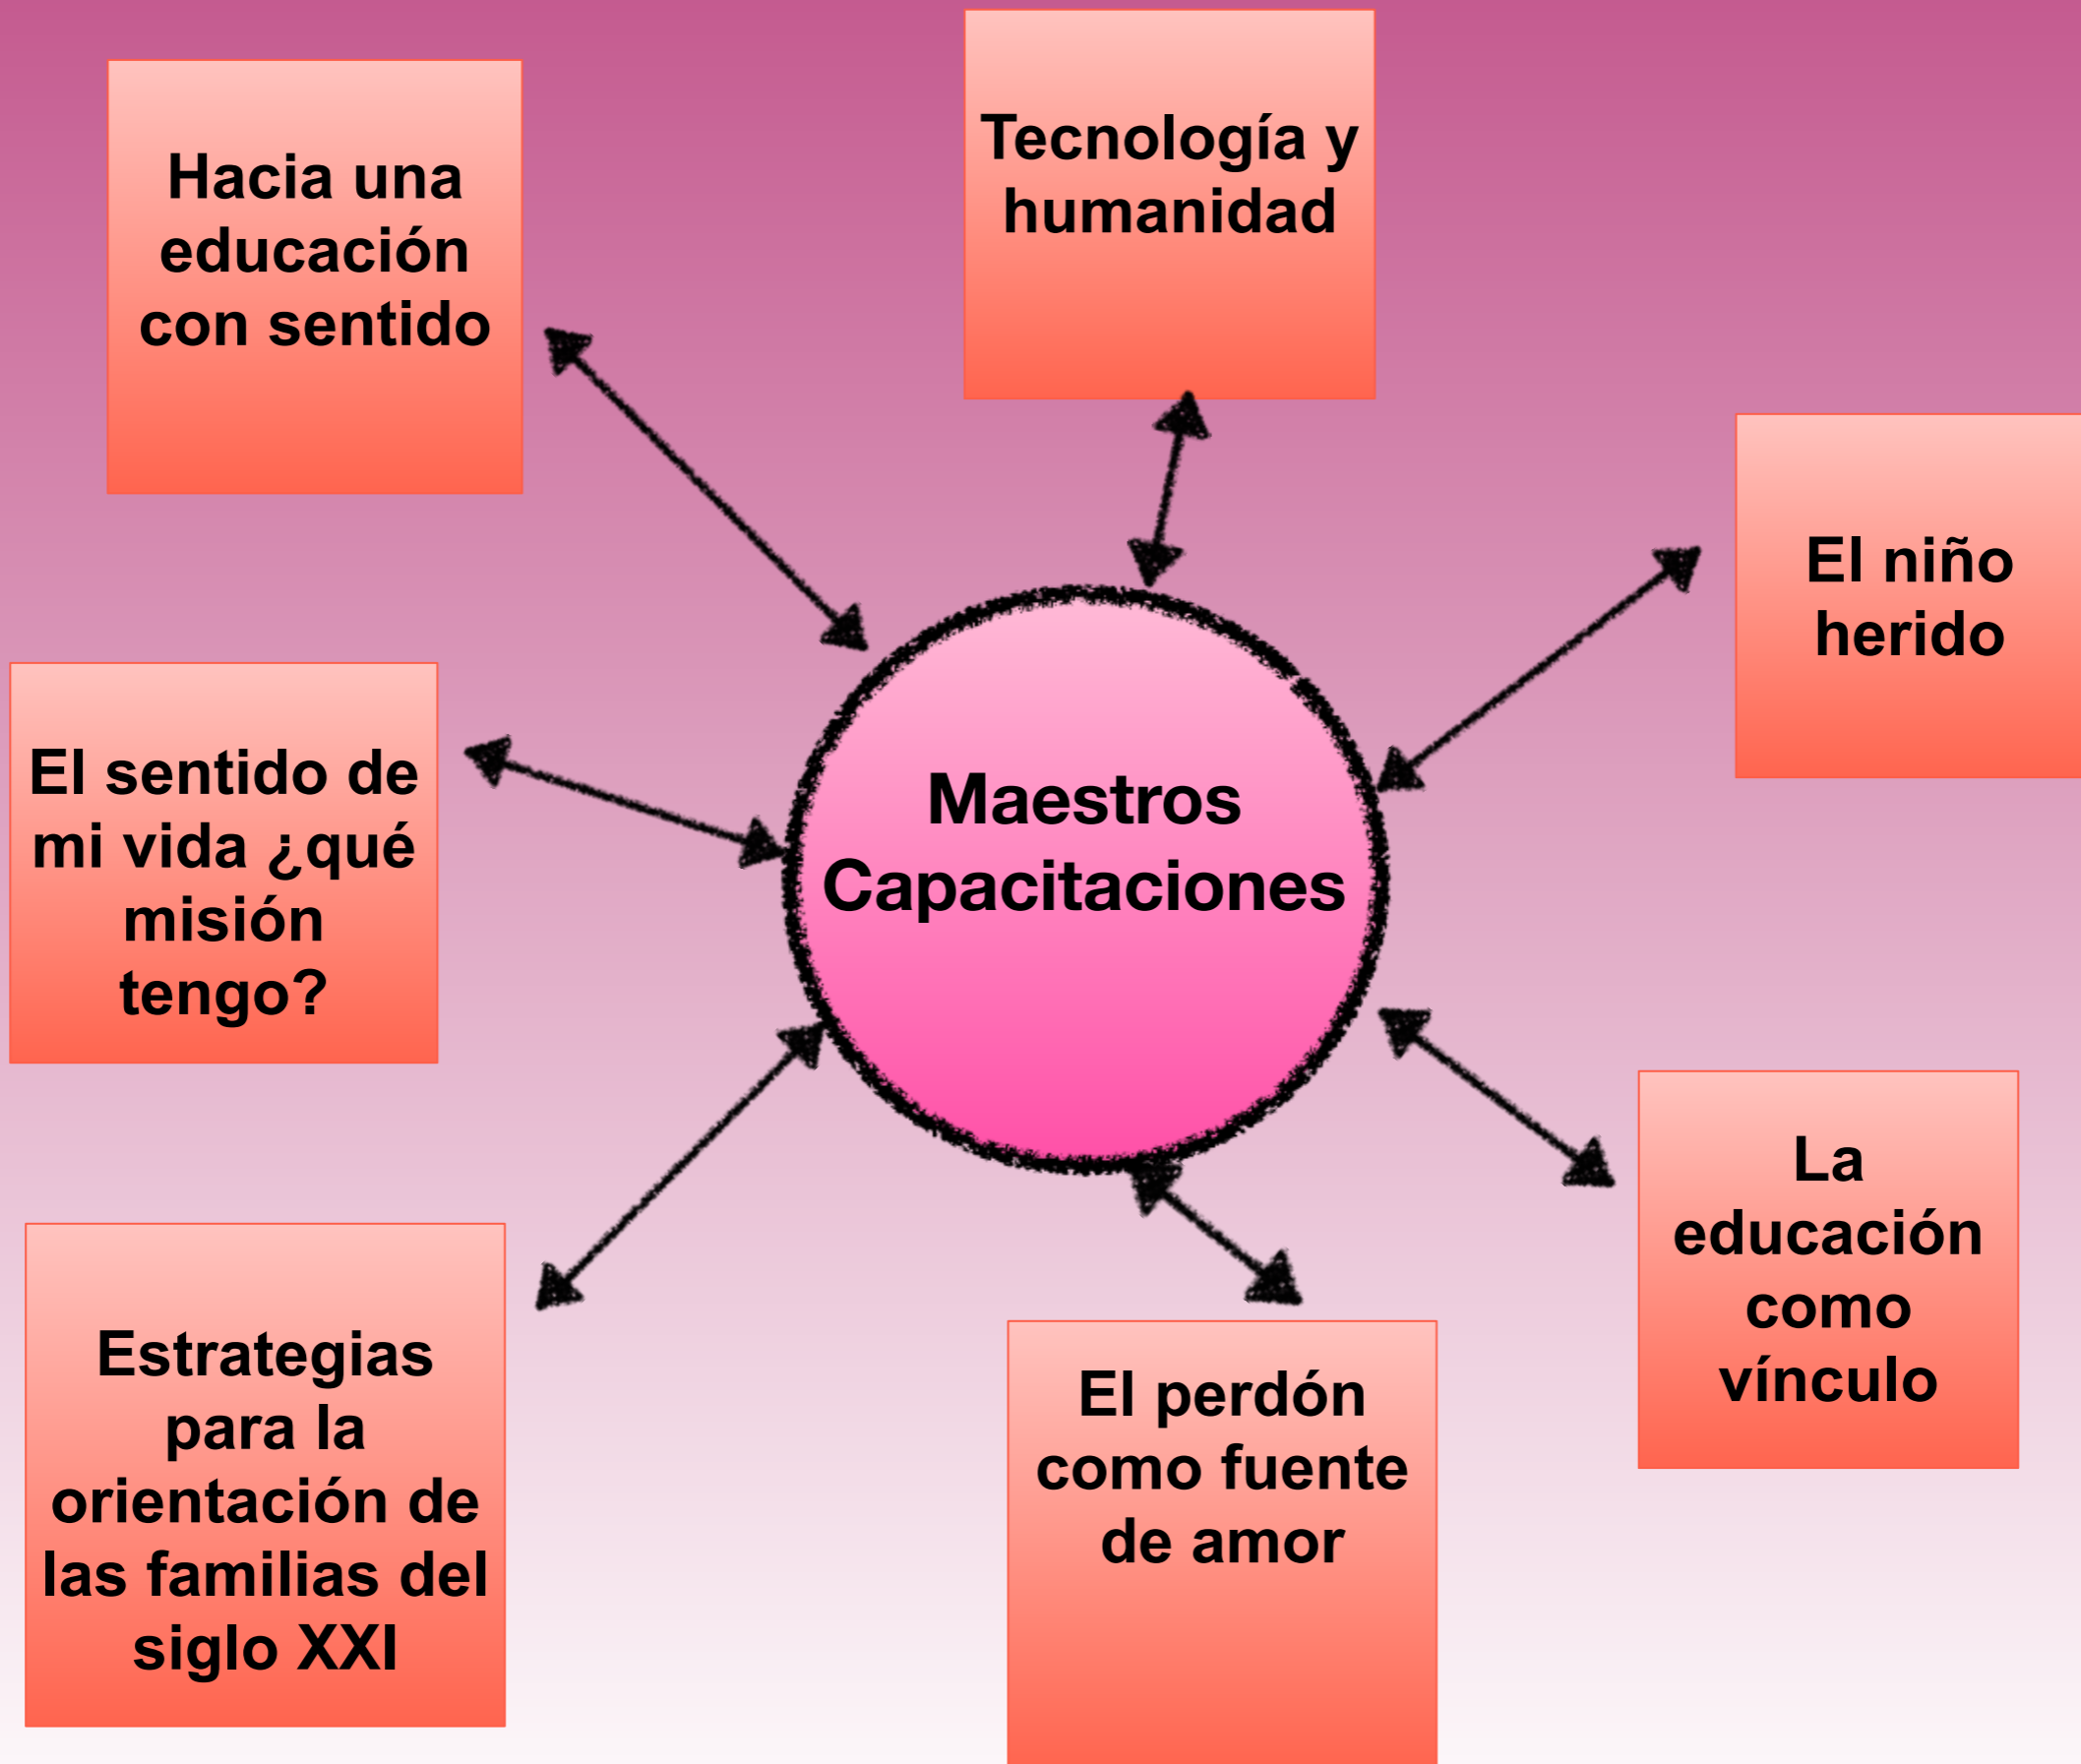 Hacia una
educación
con sentido
Tecnología y
humanidad
El niño
herido
El sentido de
mi vida ¿qué
misión
tengo?
Maestros
Capacitaciones
La
educación
como
vínculo
Estrategias
para la
orientación de
las familias del
siglo XXI
El perdón
como fuente
de amor